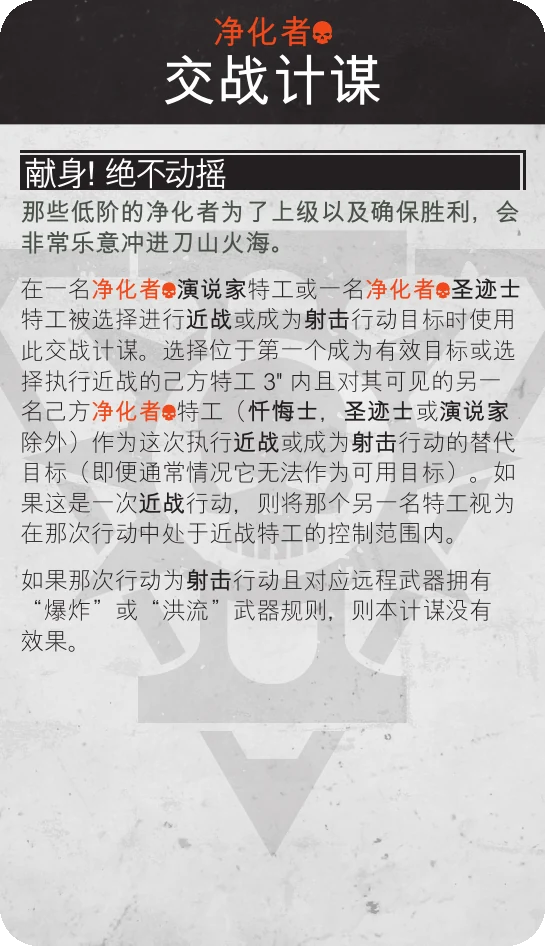 净化者
交战计谋
献身! 绝不动摇
那些低阶的净化者为了上级以及确保胜利，会
非常乐意冲进刀山火海。
在一名净化者演说家特工或一名净化者圣迹士
特工被选择进行近战或成为射击行动目标时使用
此交战计谋。选择位于第一个成为有效目标或选
择执行近战的己方特工 3" 内且对其可见的另一
名己方净化者特工（忏悔士，圣迹士或演说家
除外）作为这次执行近战或成为射击行动的替代
目标（即便通常情况它无法作为可用目标）。如
果这是一次近战行动，则将那个另一名特工视为
在那次行动中处于近战特工的控制范围内。
如果那次行动为射击行动且对应远程武器拥有
“爆炸”或“洪流”武器规则，则本计谋没有
效果。